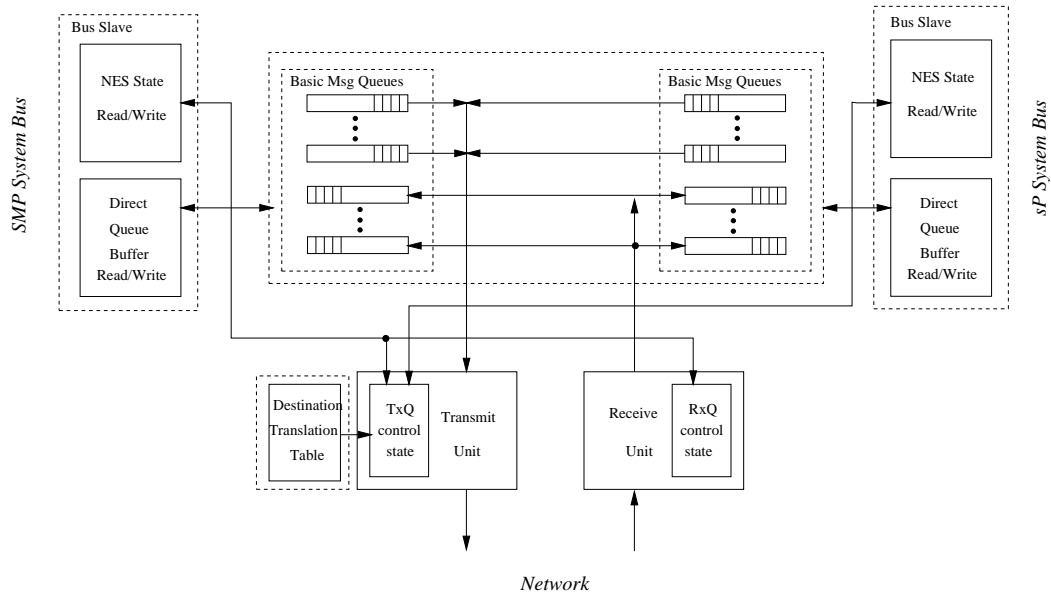 SMP System Bus
Bus Slave
NES State
Read/Write
Direct
Queue
Buffer
Read/Write
Basic Msg Queues
Basic Msg Queues
Bus Slave
NES State
Read/Write
Direct
Queue
Buffer
Read/Write
sP System Bus
Destination
Translation
Table
TxQ
control
state
Transmit
Unit
Receive
Unit
RxQ
control
state
Network